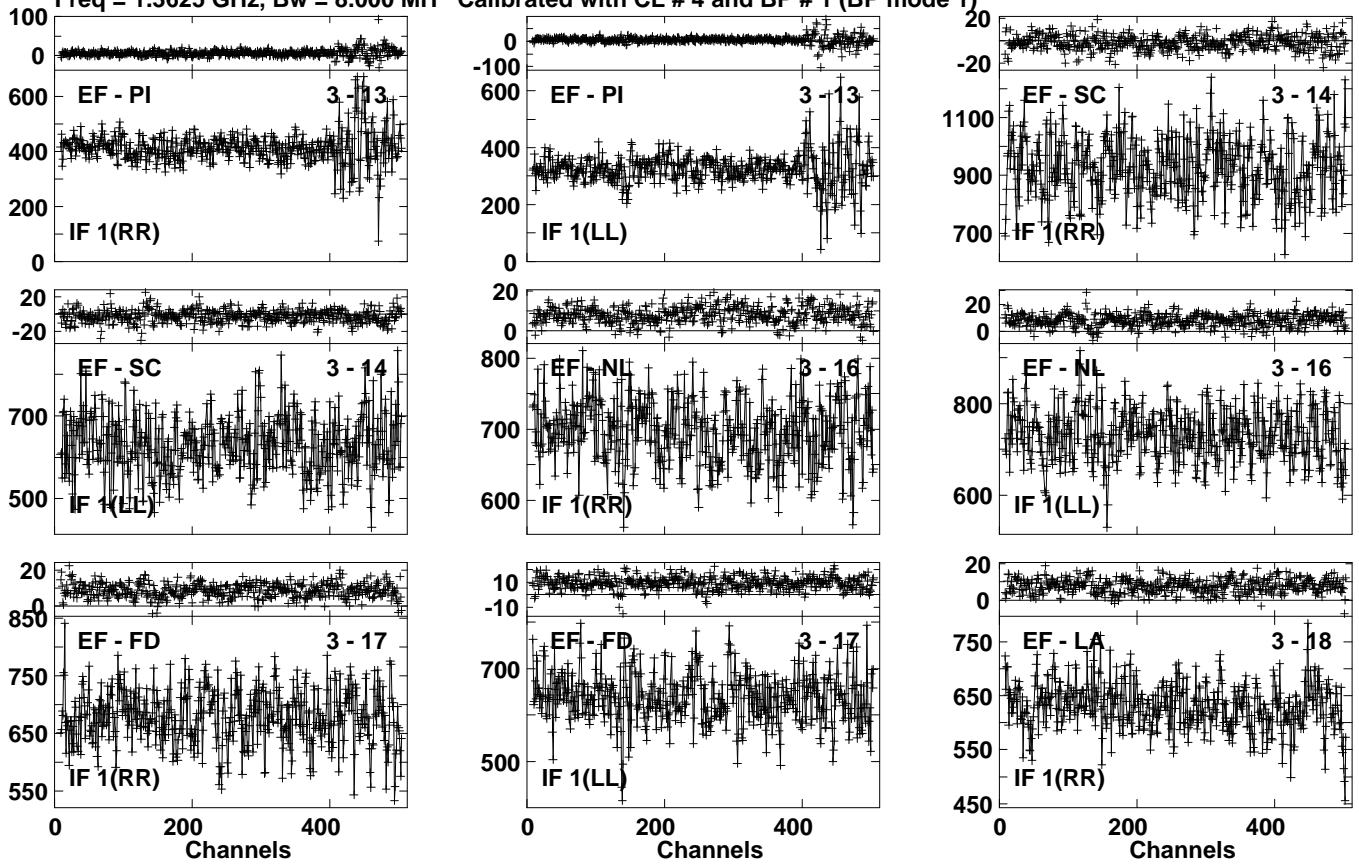 Freq = 1.3625 GHz, Bw = 8.000 MH Calibrated with CL # 4 and BP # 1 (BP mode 1)
100
0
600
400
200
0
EF - PI 3 - 13
IF 1(RR)
0
-100
600
400
200
0
EF - PI 3 - 13
IF 1(LL)
20
-20
1100
900
700
EF - SC 3 - 14
IF 1(RR)
20
-20
700
500
EF - SC 3 - 14
IF 1(LL)
20
0
800
700
600
EF - NL 3 - 16
IF 1(RR)
20
0
800
600
EF - NL 3 - 16
IF 1(LL)
20
0
850
750
650
550
EF - FD 3 - 17
IF 1(RR)
0 200 400
Channels
10
-10
700
500
EF - FD 3 - 17
IF 1(LL)
0 200 400
Channels
20
0
750
650
550
450
EF - LA 3 - 18
IF 1(RR)
0 200 400
Channels